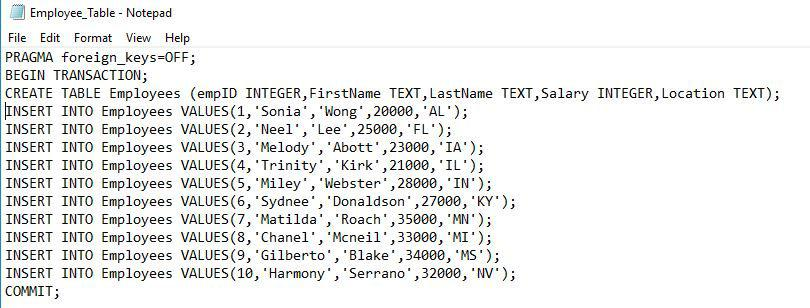 Employee_Table - Notepad
File Edit Format View Help
PRAGMA foreign_keys=OFF;
BEGIN TRANSACTION;
CREATE TABLE Employees (empID INTEGER,FirstName TEXT,LastName TEXT,Salary INTEGER,Location TEXT);
INSERT INTO Employees VALUES(1,'Sonia','Wong',20000,'AL');
INSERT INTO Employees VALUES(2,'Neel','Lee',25000,'FL');
INSERT INTO Employees VALUES(3,'Melody','Abott',23000,'IA');
INSERT INTO Employees VALUES(4,'Trinity','Kirk',21000,'IL');
INSERT INTO Employees VALUES(5,'Miley','Webster',28000,'IN');
INSERT INTO Employees VALUES(6,'Sydnee','Donaldson',27000,'KY');
INSERT INTO Employees VALUES(7,'Matilda','Roach',35000,'MN');
INSERT INTO Employees VALUES(8,'Chanel','Mcneil',33000,'MI');
INSERT INTO Employees VALUES(9,'Gilberto','Blake',34000,'MS');
INSERT INTO Employees VALUES(10,'Harmony','Serrano',32000,'NV');
COMMIT;